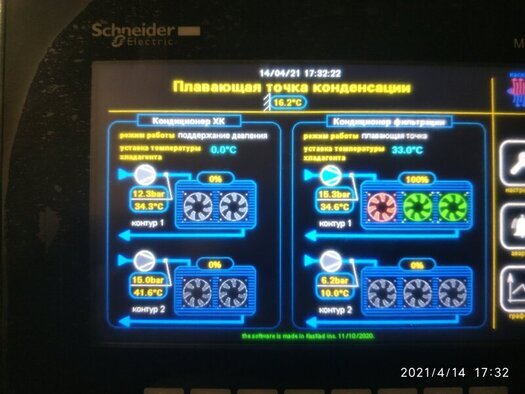 Schneider
Electric
14/04/21 17:32:22
Плавающая точка конденсации
16.2°C
Кондиционер ХК
режим работы поддержание давления
уставка температуры 0.0°C
хладагента
0%
12.3bar
34.3°C
контур 1
0%
15.0bar
41.6°C
контур 2
Кондиционер фильтрации
режим работы плавающая точка
уставка температуры 33.0°C
хладагента
100%
15.3bar
34.6°C
контур 1
0%
6.2bar
10.0°C
контур 2
the software is made in Kastad inc. 11/10/2020.
2021/4/14 17:32